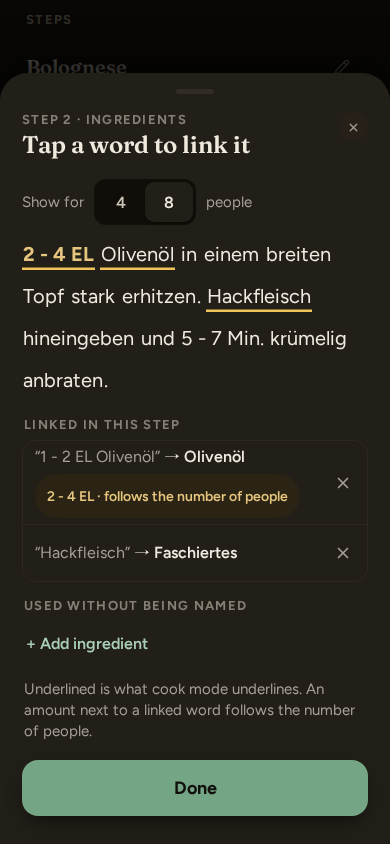 STEPS
Bolognese
STEP 2 · INGREDIENTS
Tap a word to link it
Show for 4 8 people
2 - 4 EL Olivenöl in einem breiten
Topf stark erhitzen. Hackfleisch
hineingeben und 5 - 7 Min. krümelig
anbraten.
LINKED IN THIS STEP
“1 - 2 EL Olivenöl” → Olivenöl
2 - 4 EL · follows the number of people
“Hackfleisch” → Faschiertes
USED WITHOUT BEING NAMED
+ Add ingredient
Underlined is what cook mode underlines. An
amount next to a linked word follows the number
of people.
Done